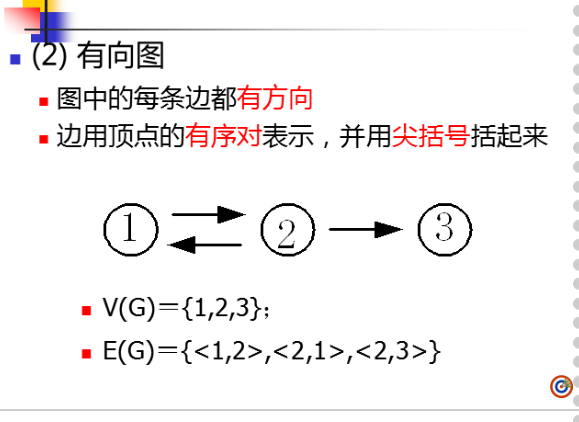 (2) 有向图
图中的每条边都有方向
边用顶点的有序对表示，并用尖括号括起来
1 2 3
V(G)＝{1,2,3}；
E(G)＝{<1,2>,<2,1>,<2,3>}